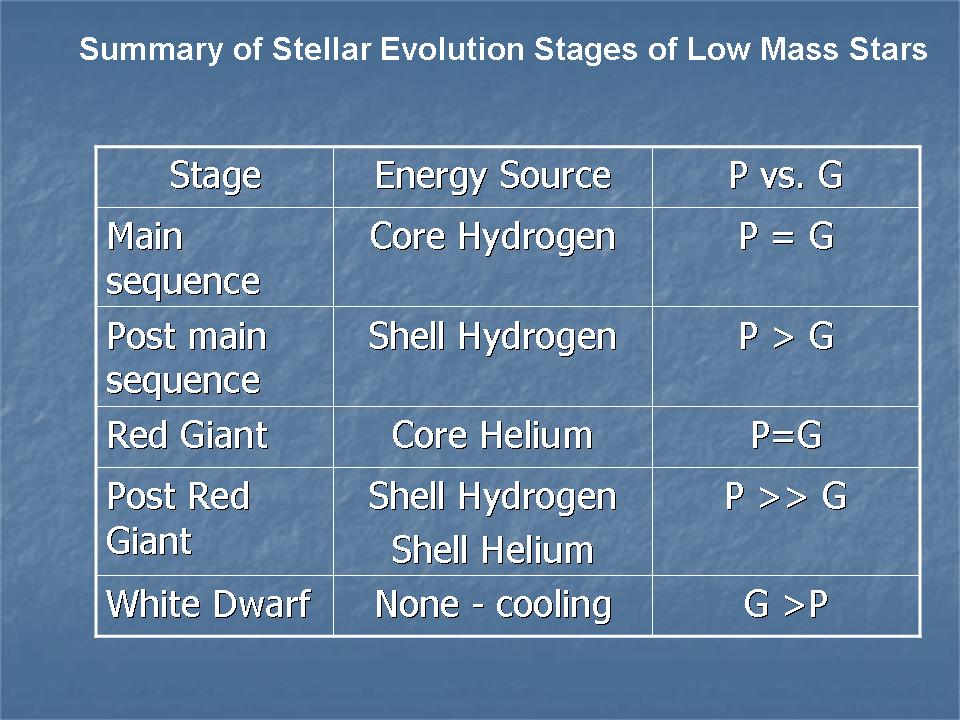 Summary of Stellar Evolution Stages of Low Mass Stars
Stage Energy Source P vs. G
Main sequence Core Hydrogen P = G
Post main sequence Shell Hydrogen P > G
Red Giant Core Helium P=G
Post Red Giant Shell Hydrogen Shell Helium P >> G
White Dwarf None - cooling G >P